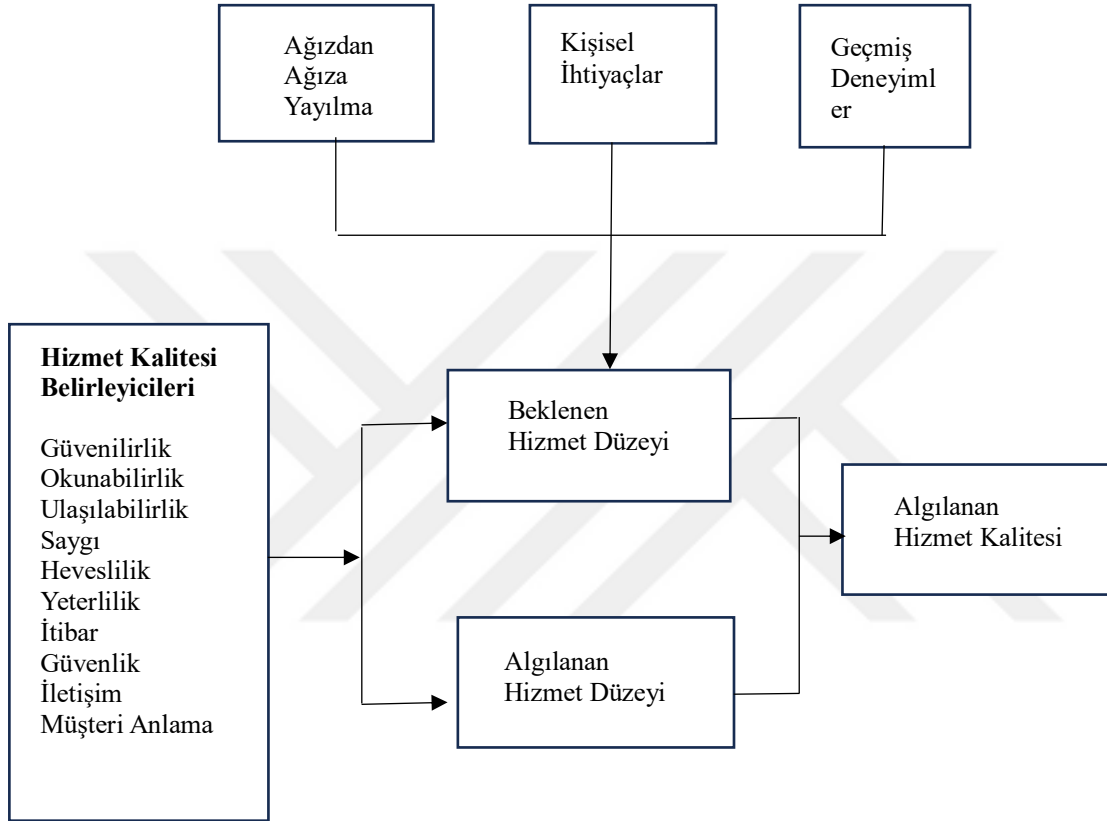 Ağızdan
Ağıza
Yayılma
Kişisel
İhtiyaçlar
Geçmiş
Deneyiml
er
Hizmet Kalitesi
Belirleyicileri
Güvenilirlik
Okunabilirlik
Ulaşılabilirlik
Saygı
Heveslilik
Yeterlilik
İtibar
Güvenlik
İletişim
Müşteri Anlama
Beklenen
Hizmet Düzeyi
Algılanan
Hizmet Düzeyi
Algılanan
Hizmet Kalitesi